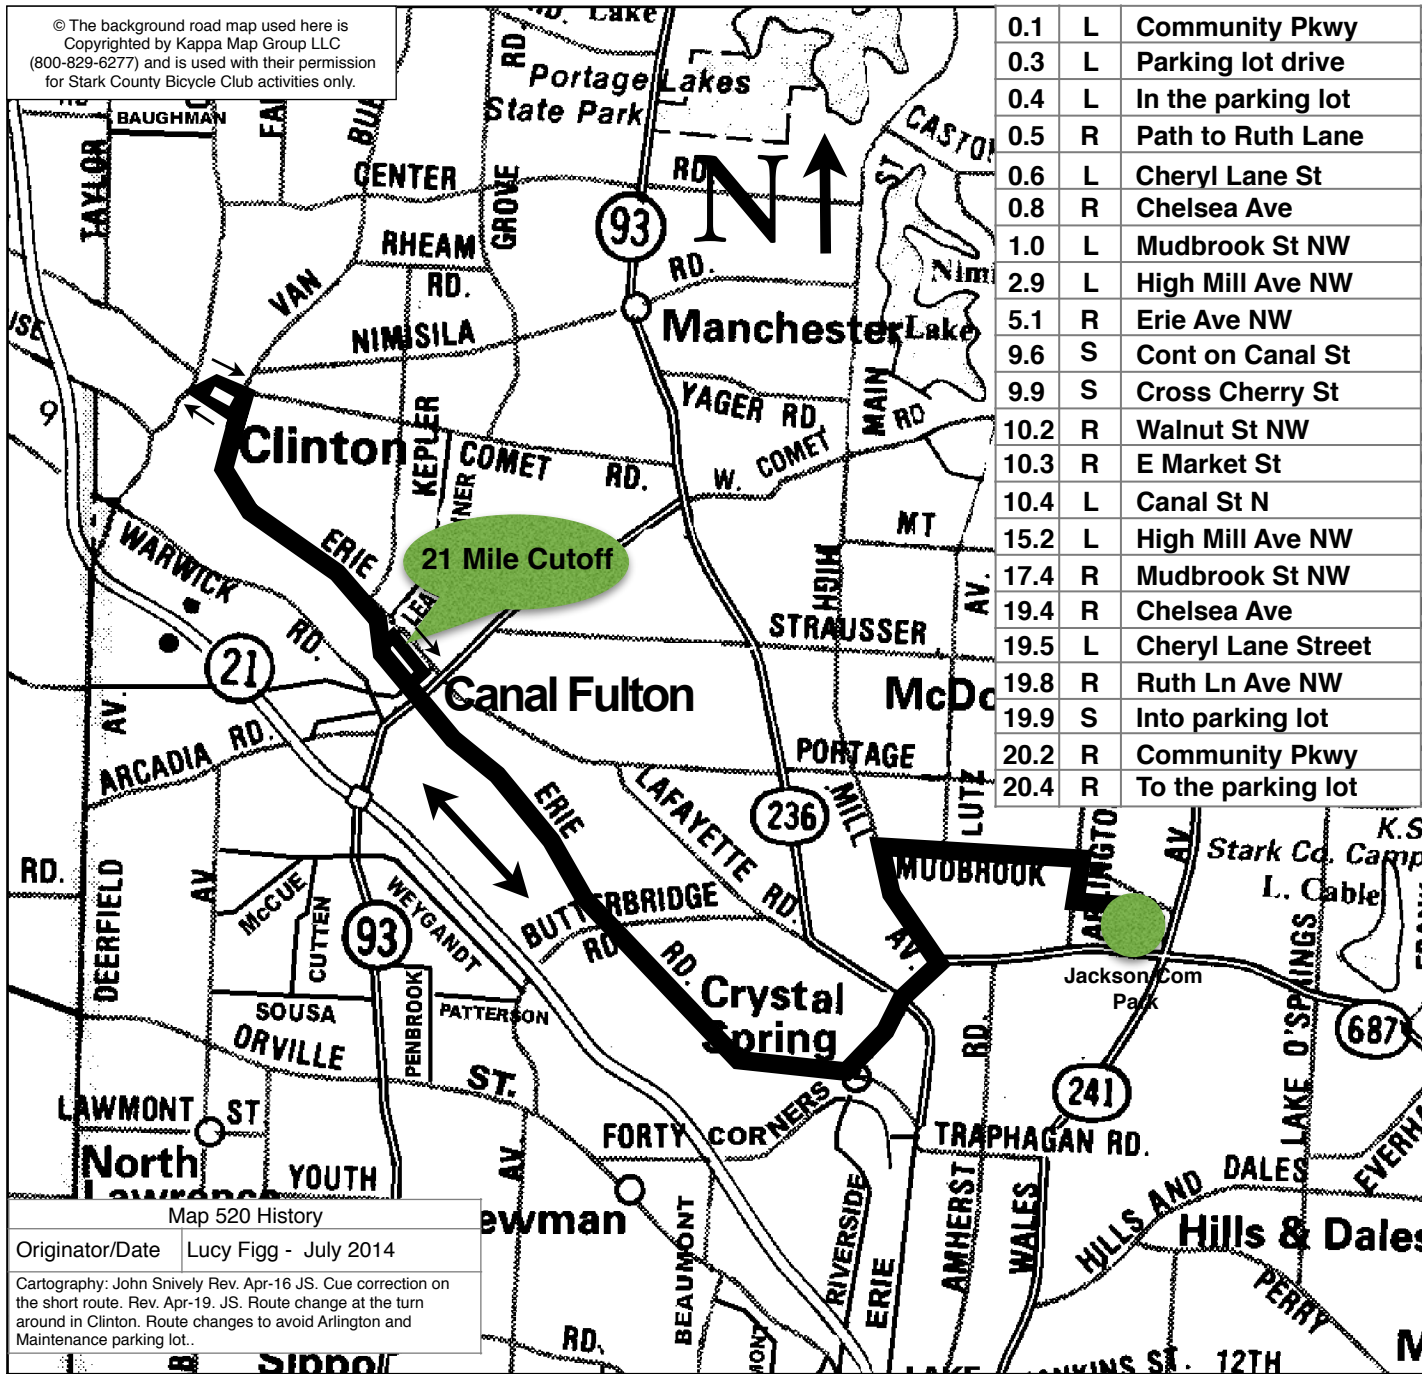 © The background road map used here is
Copyrighted by Kappa Map Group LLC
(800-829-6277) and is used with their permission
for Stark County Bicycle Club activities only.
0.1 L Community Pkwy
0.3 L Parking lot drive
0.4 L In the parking lot
0.5 R Path to Ruth Lane
0.6 L Cheryl Lane St
0.8 R Chelsea Ave
1.0 L Mudbrook St NW
2.9 L High Mill Ave NW
5.1 R Erie Ave NW
9.6 S Cont on Canal St
9.9 S Cross Cherry St
10.2 R Walnut St NW
10.3 R E Market St
10.4 L Canal St N
15.2 L High Mill Ave NW
17.4 R Mudbrook St NW
19.4 R Chelsea Ave
19.5 L Cheryl Lane Street
19.8 R Ruth Ln Ave NW
19.9 S Into parking lot
20.2 R Community Pkwy
20.4 R To the parking lot
RD. Lake
RD.
Portage Lakes
State Park
BAUGHMAN
TAYLOR
CENTER RD.
GROVE
N
ST
93
RHEAM
RD.
VAN
RD.
NIMISILA
Manchester
Lake
9
YAGER RD.
MAIN
RD
KEPLER
Clinton
COMET RD.
W. COMET
MT
ERIE
WARWICK
RD.
21 Mile Cutoff
HIGH
AV.
STRAUSSER
21
Canal Fulton
AV.
ARCADIA RD.
PORTAGE
LAFAYETTE RD.
ERIE
236
MILL
LUTZ
AV
Stark Co. Camp
L. Cable
MUDBROOK
RD.
DEERFIELD
AV
McCUE
CUTTEN
WEYGANDT
93
BUTTERBRIDGE
RD.
RD.
AV.
Jackson Com
Park
Crystal
Spring
PENBROOK
PATTERSON
SOUSA
ORVILLE
ST.
RD
LAKE O'SPRINGS
687
241
LAWMONT ST
FORTY CORNERS
TRAPHAGAN RD.
North
Lawrence
YOUTH
AV
DALES
HILLS AND
Hills & Dales
BEAUMONT
RIVERSIDE
ERIE
AMHERST
WALES
PERRY
RD.
12TH
Map 520 History
Originator/Date Lucy Figg - July 2014
Cartography: John Snively Rev. Apr-16 JS. Cue correction on
the short route. Rev. Apr-19. JS. Route change at the turn
around in Clinton. Route changes to avoid Arlington and
Maintenance parking lot..